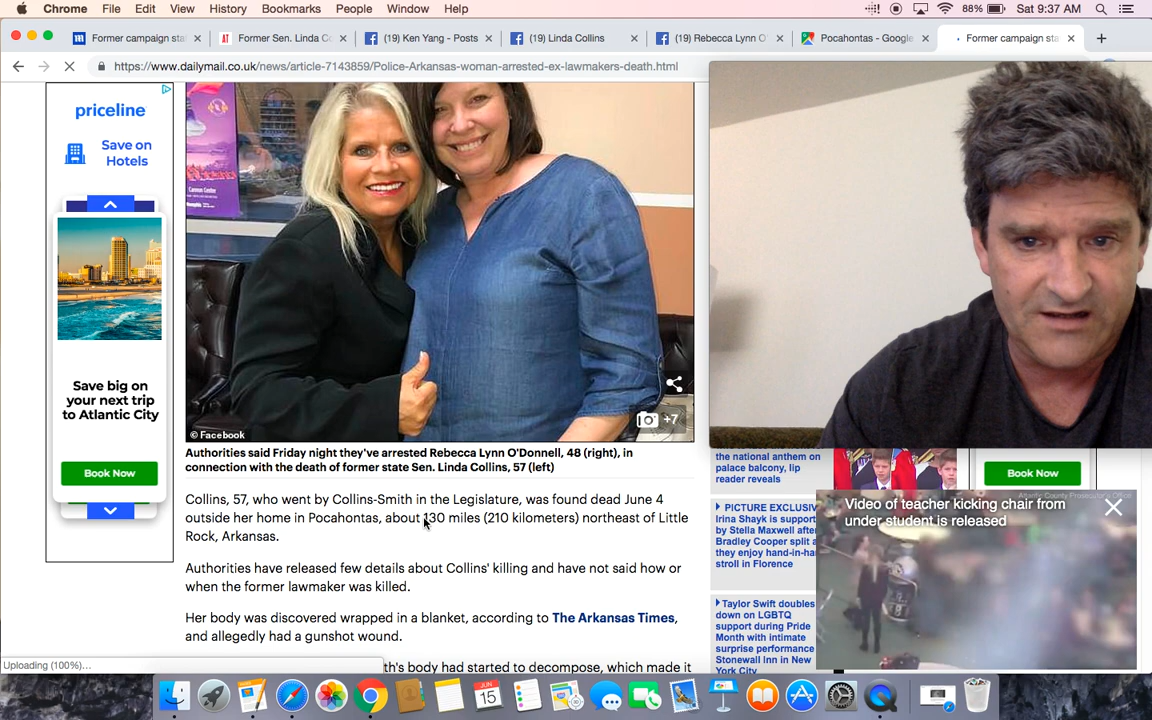 Chrome File Edit View History Bookmarks People Window Help 88% Sat 9:37 AM
Former campaign sta Former Sen. Linda C (19) Ken Yang - Posts (19) Linda Collins (19) Rebecca Lynn O' Pocahontas - Google Former campaign sta
https://www.dailymail.co.uk/news/article-7143859/Police-Arkansas-woman-arrested-ex-lawmakers-death.html
priceline
Save on
Hotels
Save big on
your next trip
to Atlantic City
Book Now
+7
© Facebook
Authorities said Friday night they've arrested Rebecca Lynn O'Donnell, 48 (right), in
connection with the death of former state Sen. Linda Collins, 57 (left)
Collins, 57, who went by Collins-Smith in the Legislature, was found dead June 4
outside her home in Pocahontas, about 130 miles (210 kilometers) northeast of Little
Rock, Arkansas.
Authorities have released few details about Collins' killing and have not said how or
when the former lawmaker was killed.
Her body was discovered wrapped in a blanket, according to The Arkansas Times,
and allegedly had a gunshot wound.
th's body had started to decompose, which made it
Uploading (100%)...
the national anthem on
palace balcony, lip
reader reveals
PICTURE EXCLUSIV
Irina Shayk is support
by Stella Maxwell afte
Bradley Cooper split a
they enjoy hand-in-ha
stroll in Florence
Taylor Swift doubles
down on LGBTQ
support during Pride
Month with intimate
surprise performance
Stonewall Inn in New
York City
Book Now
Atlantic County Prosecutor's Office
Video of teacher kicking chair from
under student is released
JUN
15